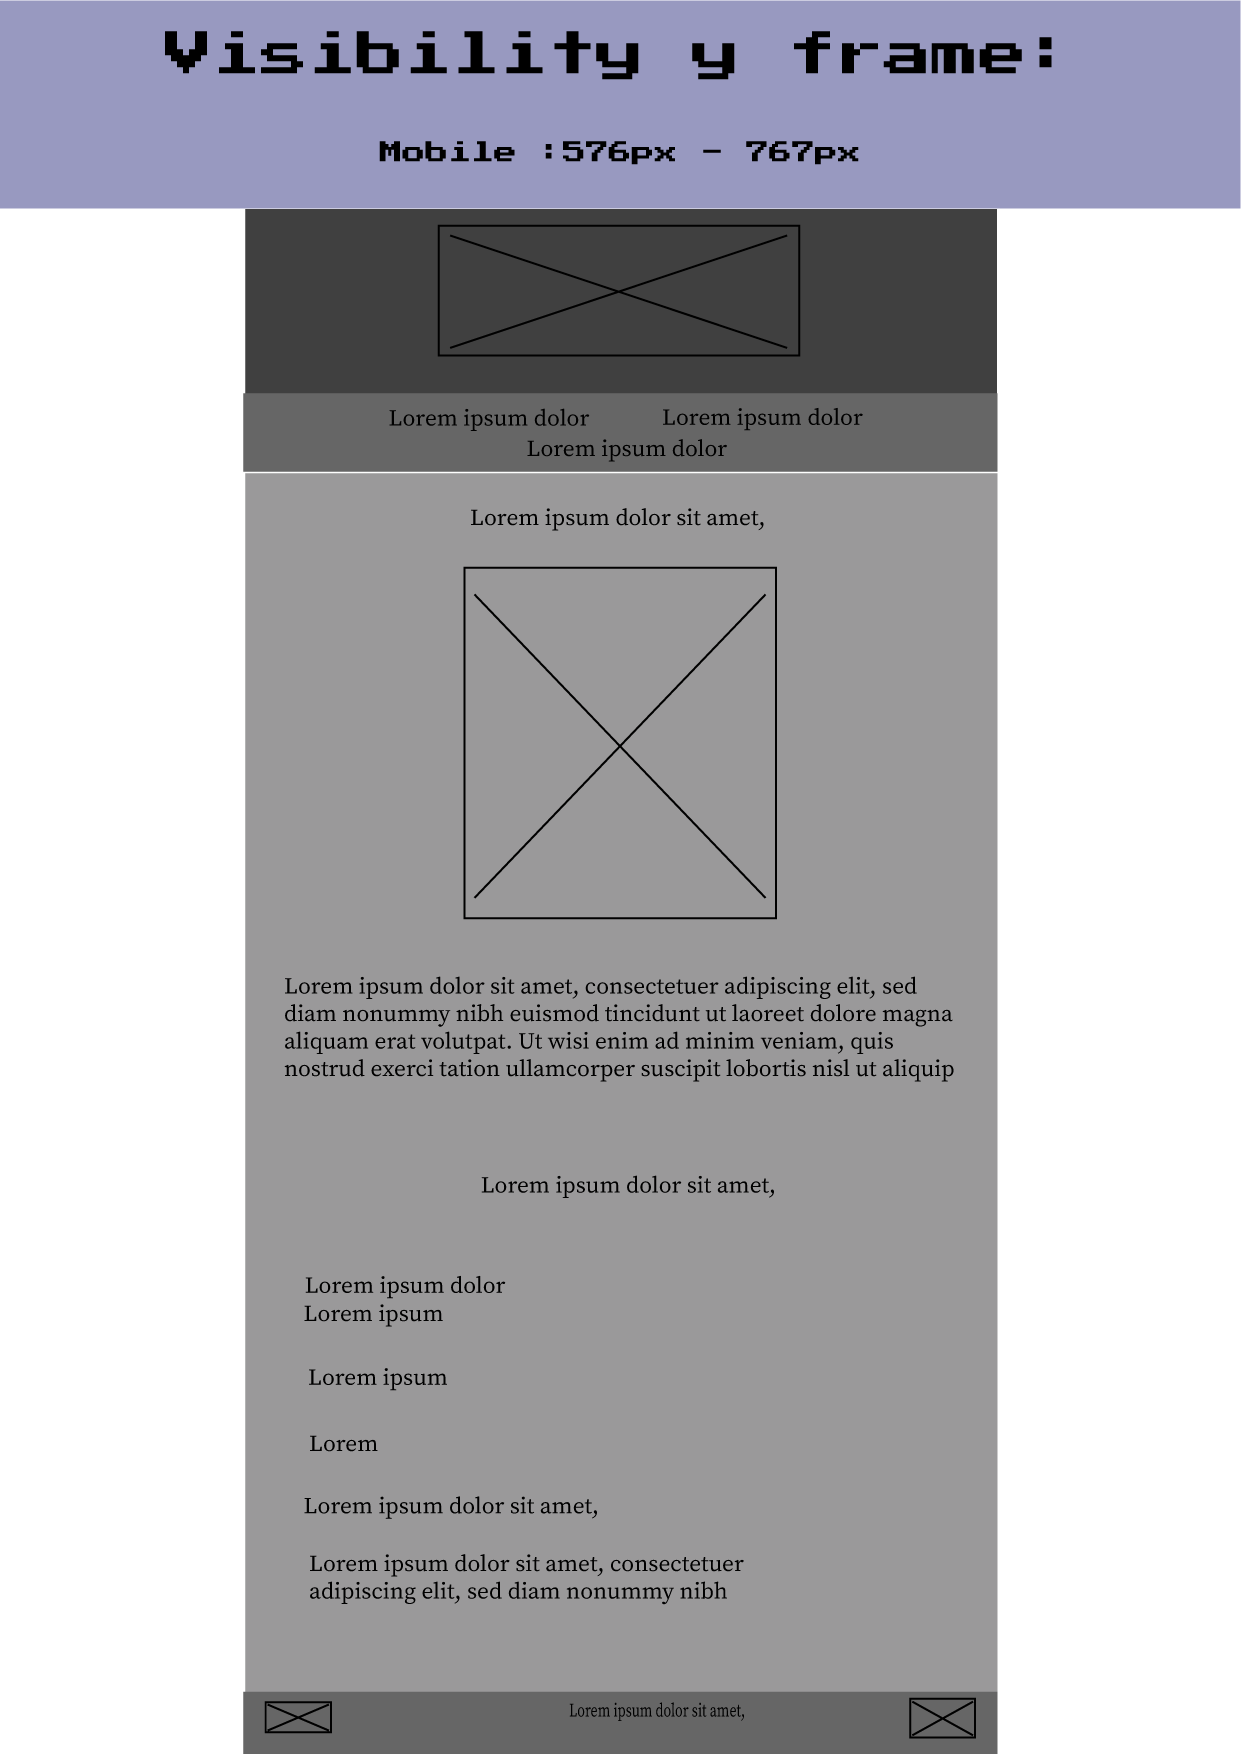 Visibility y frame:
Mobile :576px - 767px
Lorem ipsum dolor
Lorem ipsum dolor
Lorem ipsum dolor
Lorem ipsum dolor sit amet,
Lorem ipsum dolor sit amet, consectetuer adipiscing elit, sed
diam nonummy nibh euismod tincidunt ut laoreet dolore magna
aliquam erat volutpat. Ut wisi enim ad minim veniam, quis
nostrud exerci tation ullamcorper suscipit lobortis nisl ut aliquip
Lorem ipsum dolor sit amet,
Lorem ipsum dolor
Lorem ipsum
Lorem ipsum
Lorem
Lorem ipsum dolor sit amet,
Lorem ipsum dolor sit amet, consectetuer
adipiscing elit, sed diam nonummy nibh
Lorem ipsum dolor sit amet,